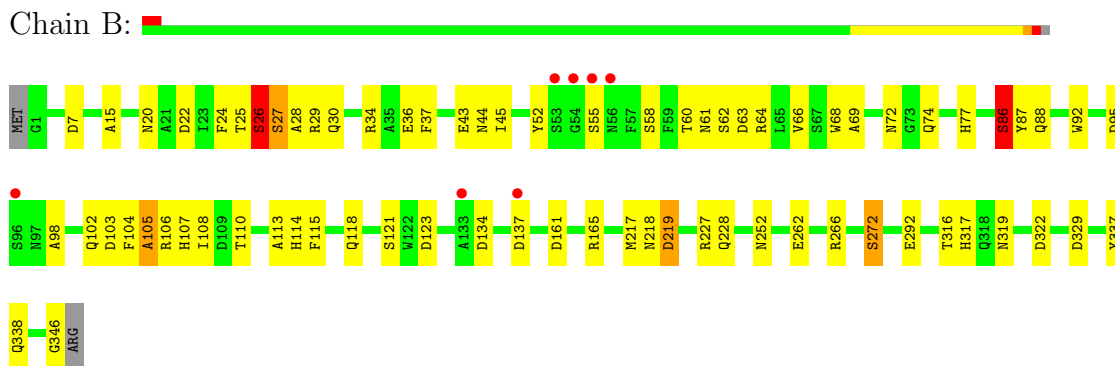 Chain B:
MET G1 D7 A15 N20 A21 D22 I23 F24 T25 S26 S27 A28 R29 Q30 R34 A35 E36 F37 E43 N44 I45 Y52 S53 G54 S55 N56 F57 S58 F59 T60 N61 S62 D63 R64 L65 V66 S67 W68 A69 N72 G73 Q74 H77 S86 Y87 Q88 W92
S96 N97 A98 Q102 D103 F104 A105 R106 H107 I108 D109 T110 A113 H114 F115 Q118 S121 W122 D123 A133 D134 D137 D161 R165 M217 N218 D219 R227 Q228 N252 E262 R266 S272 E292 T316 H317 Q318 N319 D322 D329
Q338 G346 ARG